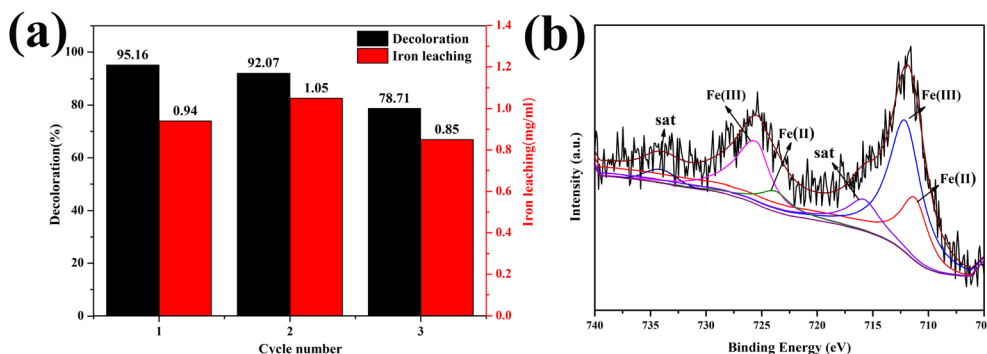 (a)
Decoloration
Iron leaching
95.16
0.94
92.07
1.05
78.71
0.85
100
80
60
40
20
0
Decoloration(%)
1.4
1.2
1.0
0.8
0.6
0.4
0.2
0.0
Iron leaching(mg/ml)
1 2 3
Cycle number
(b)
Fe(III)
Fe(III)
sat
Fe(II)
sat
Fe(II)
Intensity (a.u.)
740 735 730 725 720 715 710 70
Binding Energy (eV)